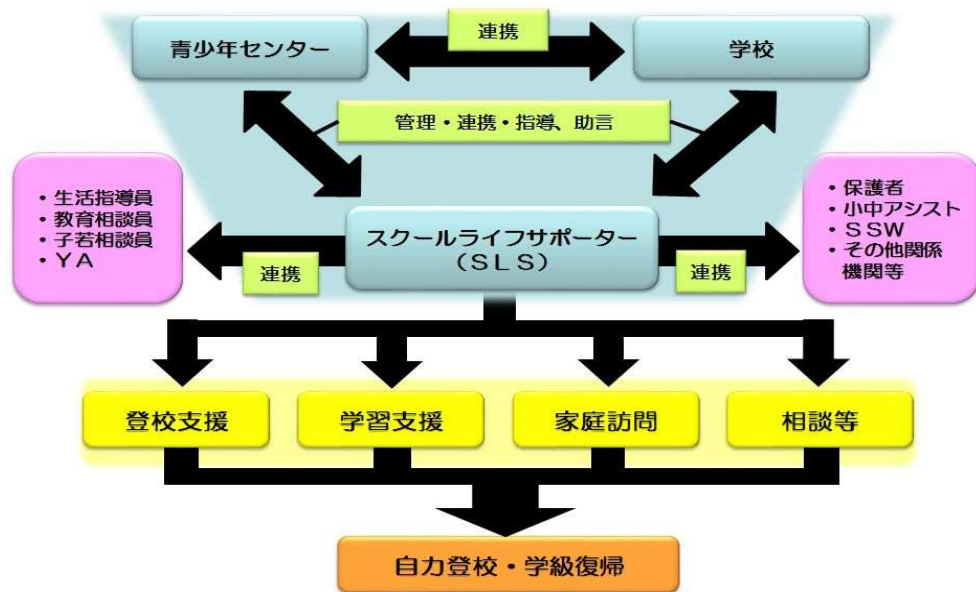 青少年センター
連携
学校
管理・連携・指導、助言
・生活指導員
・教育相談員
・子若相談員
・ＹＡ
スクールライフサポーター
（ＳＬＳ）
・保護者
・小中アシスト
・ＳＳＷ
・その他関係
機関等
連携
連携
登校支援
学習支援
家庭訪問
相談等
自力登校・学級復帰